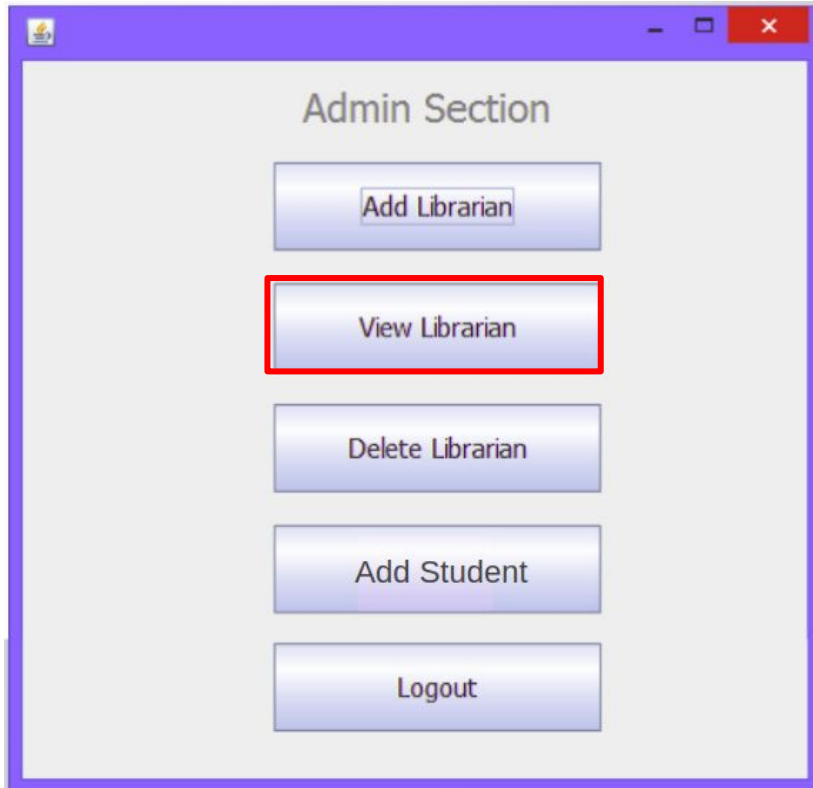 Admin Section
Add Librarian
View Librarian
Delete Librarian
Add Student
Logout